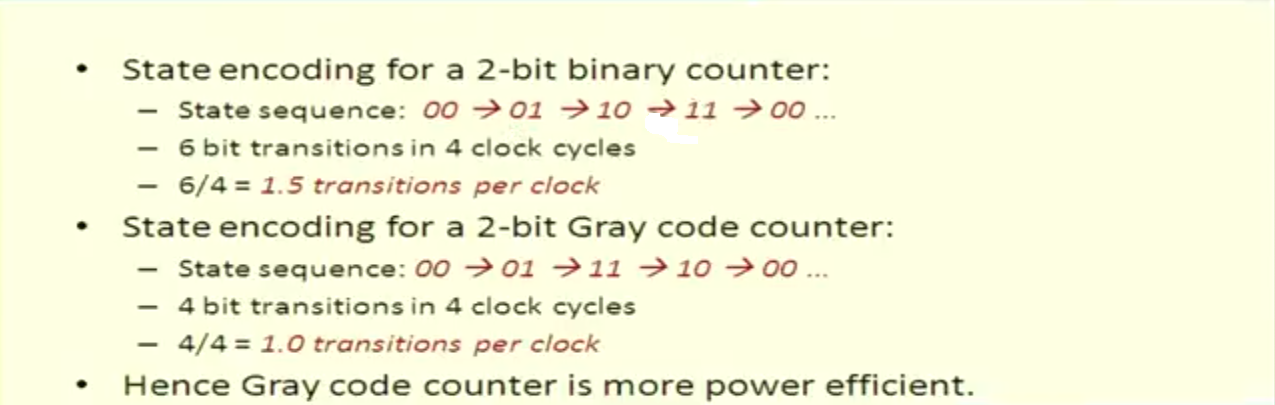 • State encoding for a 2-bit binary counter:
– State sequence: 00 → 01 → 10 → 11 → 00 ...
– 6 bit transitions in 4 clock cycles
– 6/4 = 1.5 transitions per clock
• State encoding for a 2-bit Gray code counter:
– State sequence: 00 → 01 → 11 → 10 → 00 ...
– 4 bit transitions in 4 clock cycles
– 4/4 = 1.0 transitions per clock
• Hence Gray code counter is more power efficient.